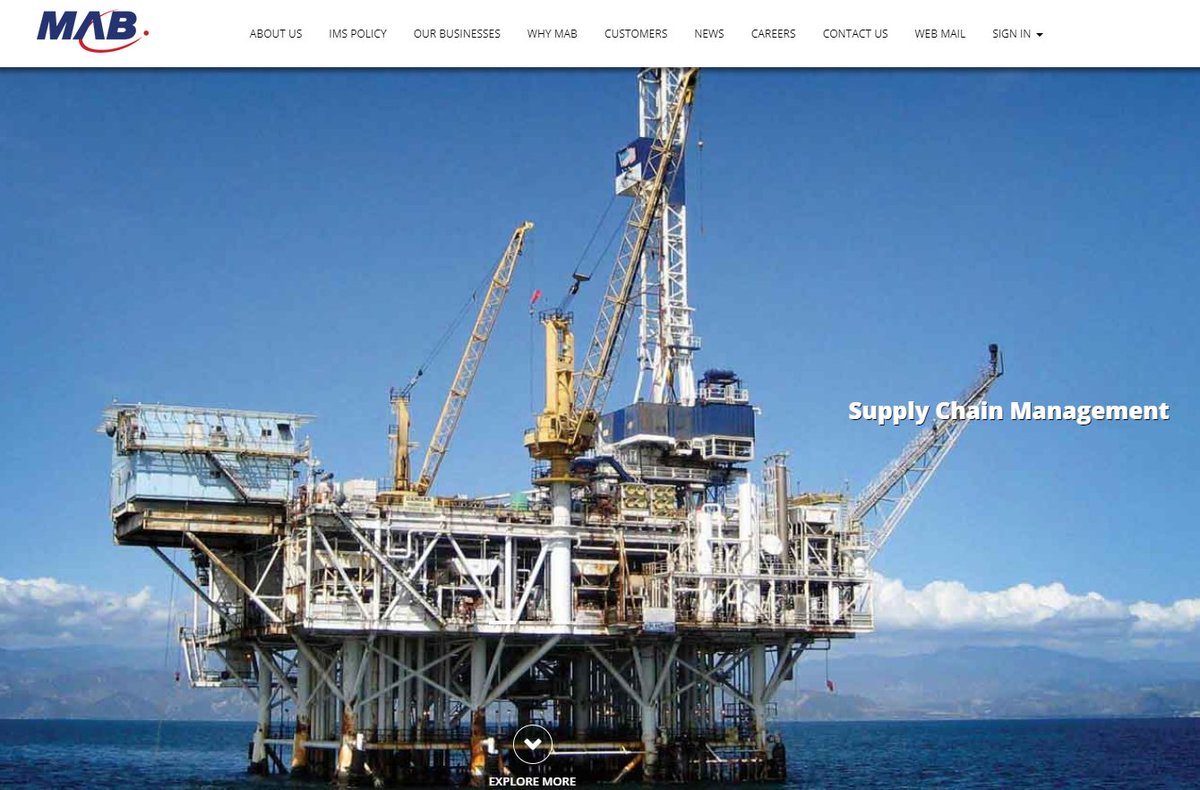 MAB
ABOUT US IMS POLICY OUR BUSINESSES WHY MAB CUSTOMERS NEWS CAREERS CONTACT US WEB MAIL SIGN IN
Supply Chain Management
DANGER
EXPLORE MORE